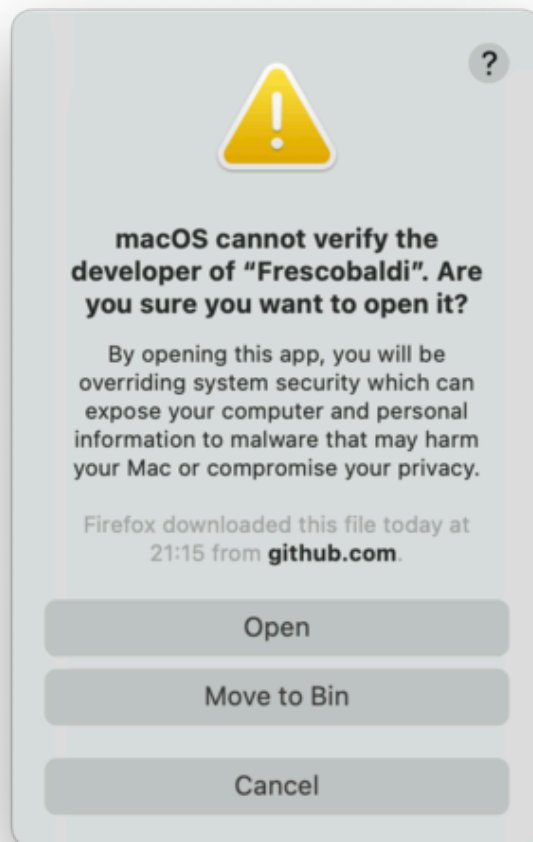 ?
macOS cannot verify the
developer of “Frescobaldi”. Are
you sure you want to open it?
By opening this app, you will be
overriding system security which can
expose your computer and personal
information to malware that may harm
your Mac or compromise your privacy.
Firefox downloaded this file today at
21:15 from github.com.
Open
Move to Bin
Cancel